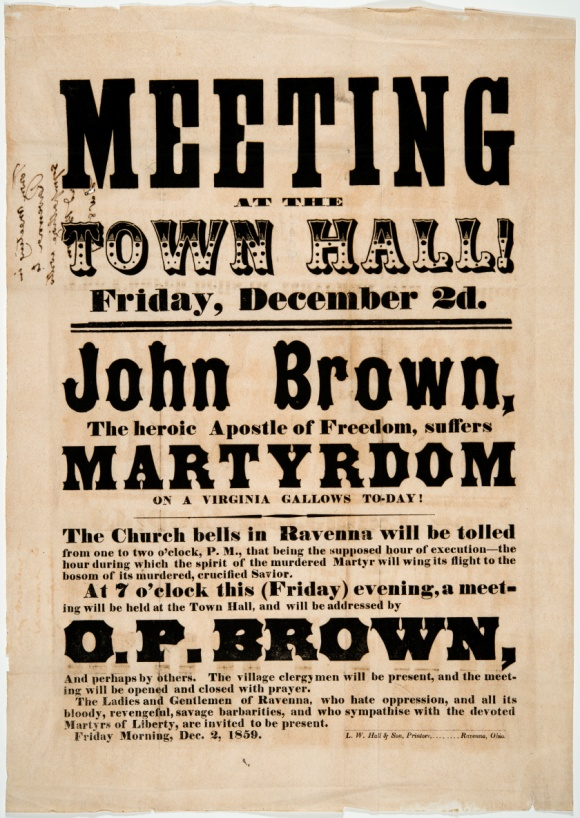 MEETING
AT THE
TOWN HALL!
Friday, December 2d.
John Brown,
The heroic Apostle of Freedom, suffers
MARTYRDOM
ON A VIRGINIA GALLOWS TO-DAY!
The Church bells in Ravenna will be tolled
from one to two o'clock, P. M., that being the supposed hour of execution—the
hour during which the spirit of the murdered Martyr will wing its flight to the
bosom of its murdered, crucified Savior.
At 7 o'clock this (Friday) evening, a meet-
ing will be held at the Town Hall, and will be addressed by
O. P. BROWN,
And perhaps by others. The village clergymen will be present, and the meet-
ing will be opened and closed with prayer.
The Ladies and Gentlemen of Ravenna, who hate oppression, and all its
bloody, revengeful, savage barbarities, and who sympathise with the devoted
Martyrs of Liberty, are invited to be present.
Friday Morning, Dec. 2, 1859.
L. W. Hall & Son, Printers,........Ravenna, Ohio.